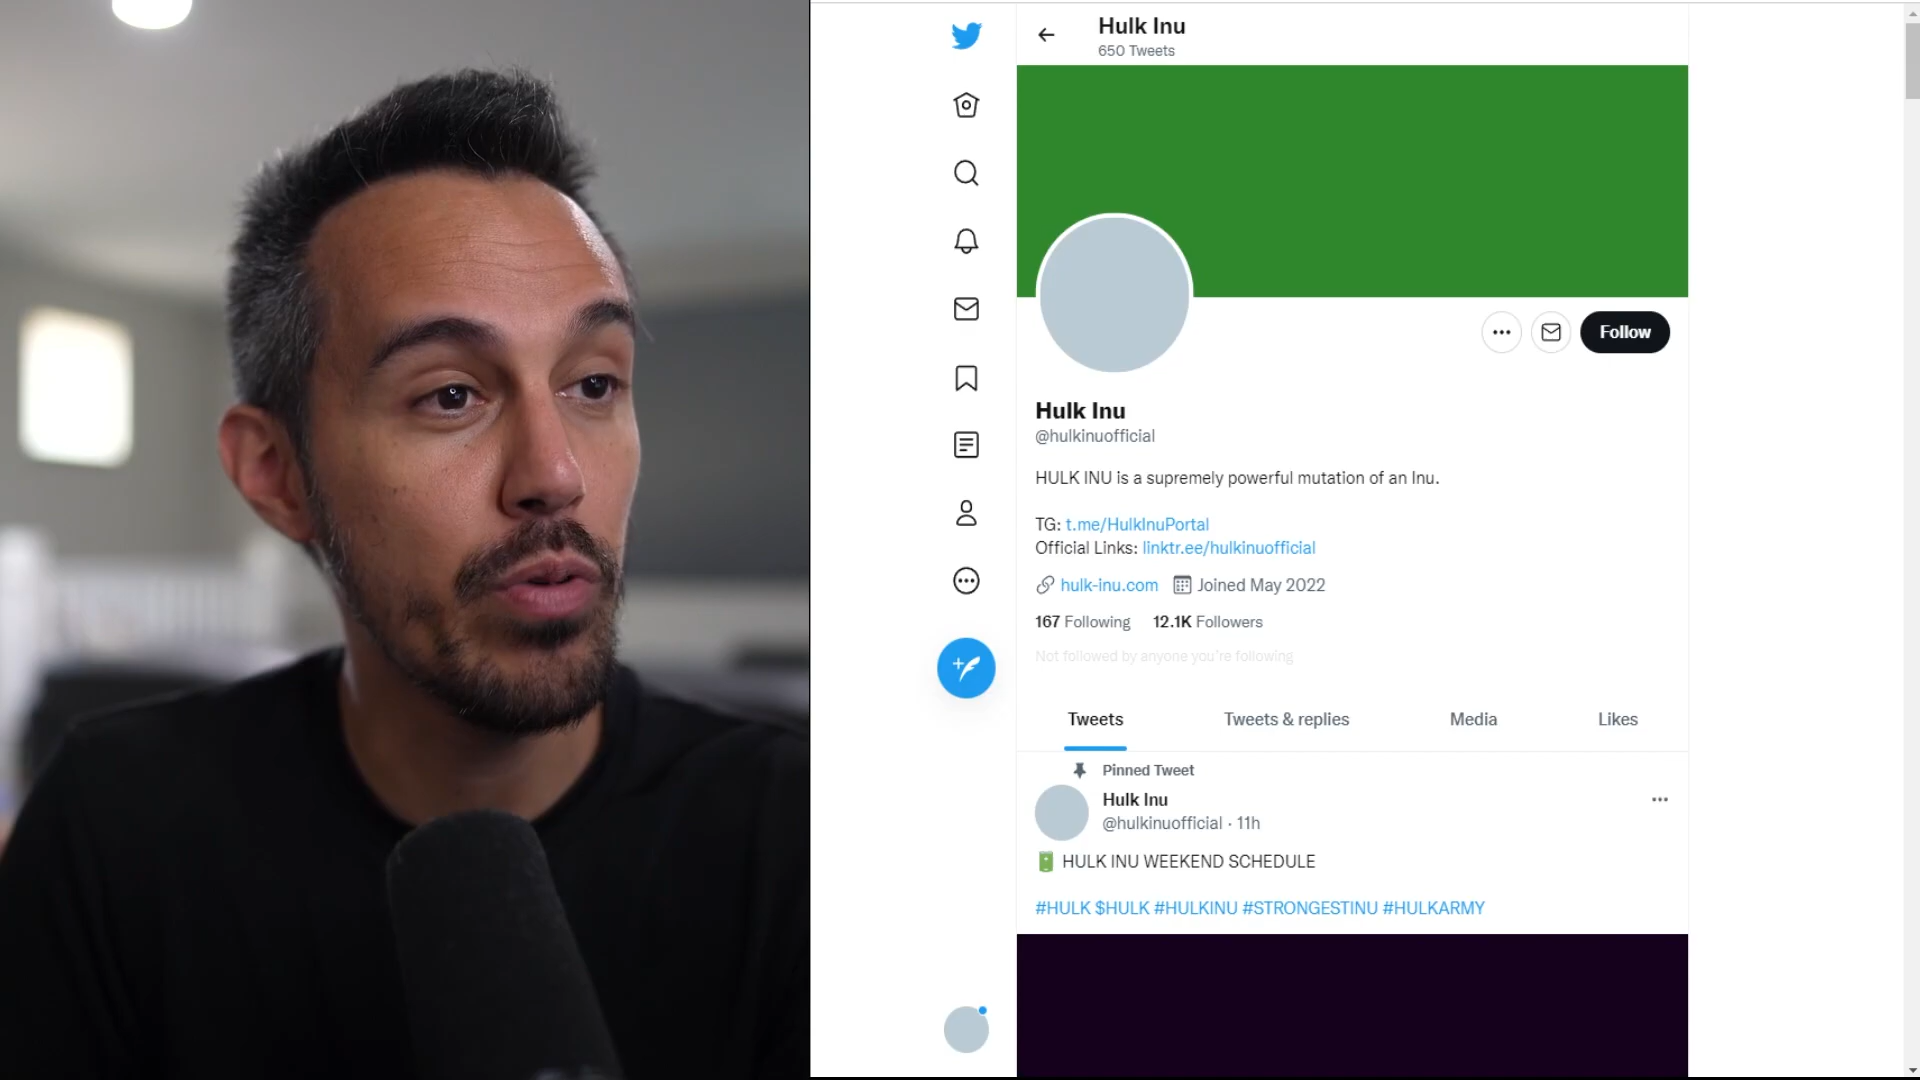 Hulk Inu
650 Tweets
Follow
Hulk Inu
@hulkinuofficial
HULK INU is a supremely powerful mutation of an Inu.
TG: t.me/HulkInuPortal
Official Links: linktr.ee/hulkinuofficial
hulk-inu.com Joined May 2022
167 Following 12.1K Followers
Not followed by anyone you're following
Tweets Tweets & replies Media Likes
Pinned Tweet
Hulk Inu
@hulkinuofficial · 11h
HULK INU WEEKEND SCHEDULE
#HULK $HULK #HULKINU #STRONGESTINU #HULKARMY